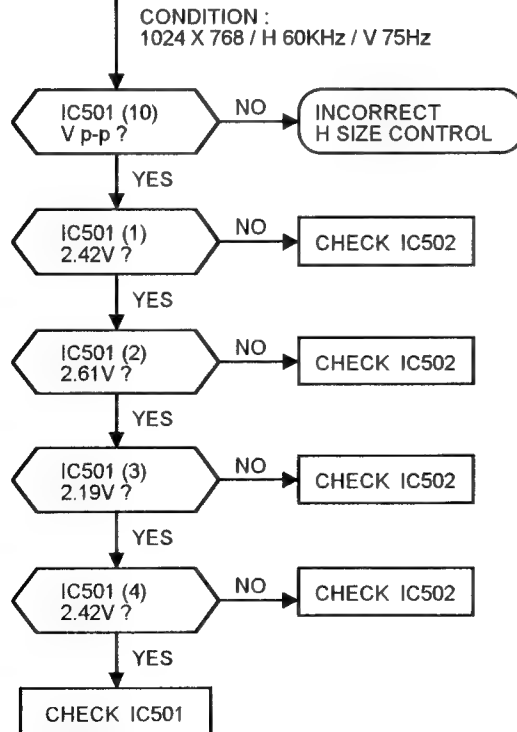 CONDITION :
1024 X 768 / H 60KHz / V 75Hz
IC501 (10)
V p-p ?
NO
INCORRECT
H SIZE CONTROL
YES
IC501 (1)
2.42V ?
NO
CHECK IC502
YES
IC501 (2)
2.61V ?
NO
CHECK IC502
YES
IC501 (3)
2.19V ?
NO
CHECK IC502
YES
IC501 (4)
2.42V ?
NO
CHECK IC502
YES
CHECK IC501